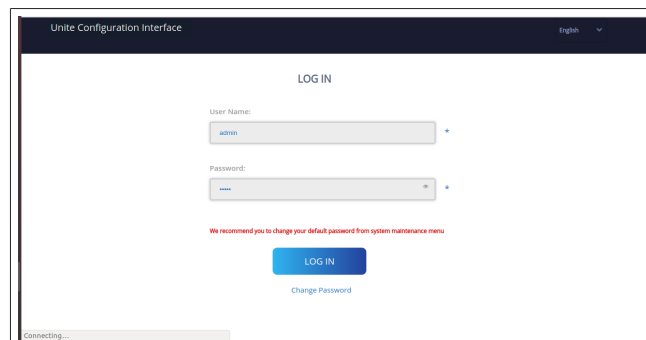 Unite Configuration Interface
English
LOG IN
User Name:
admin
*
Password:
•••••
*
We recommend you to change your default password from system maintenance menu
LOG IN
Change Password
Connecting...